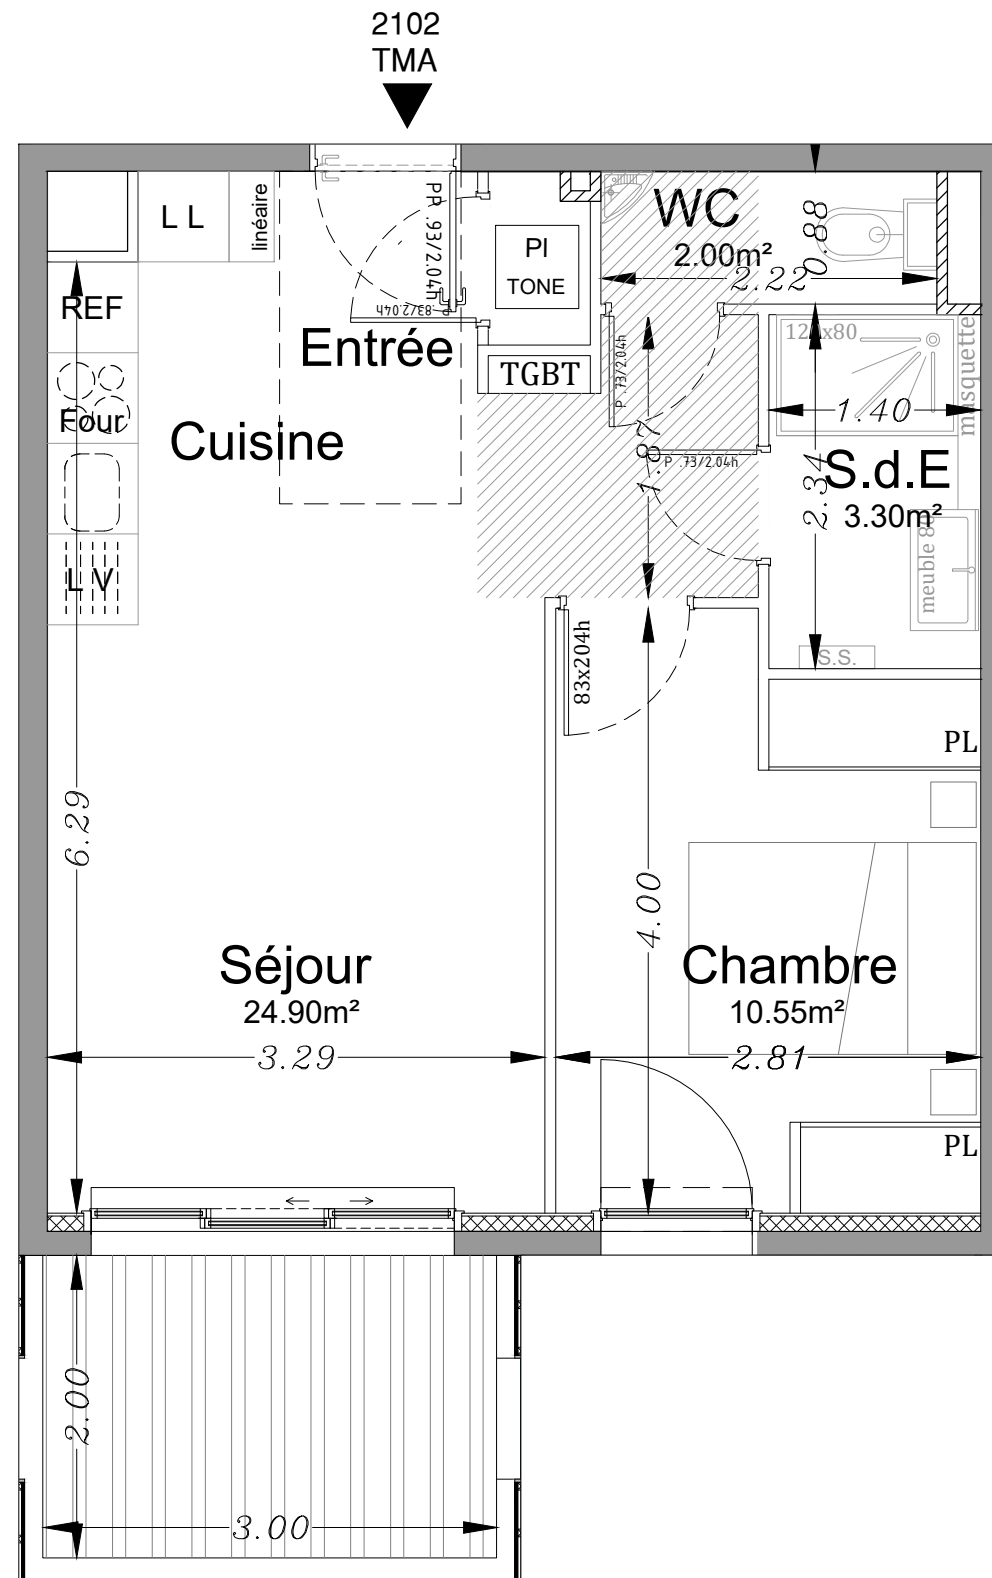 2102
TMA
L L
linéaire
PP .93/2.04h
P .83/2.04h
PI
TONE
WC
2.00m²
2.22
0.88
REF
Entrée
TGBT
P .73/2.04h
120x80
masquette
Four
Cuisine
1.87
P .73/2.04h
1.40
2.34
S.d.E
3.30m²
meuble 80
L V
83x204h
S.S.
PL
6.29
4.00
Séjour
24.90m²
Chambre
10.55m²
3.29
2.81
PL
2.00
3.00